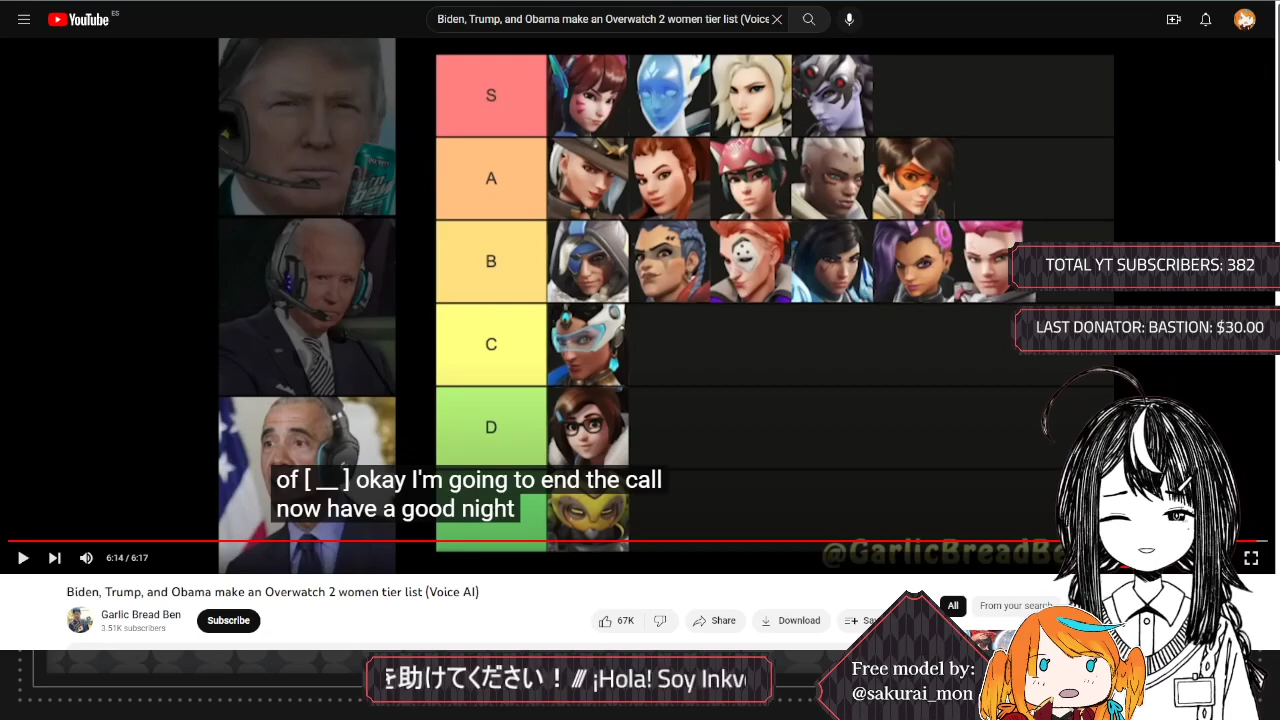 YouTube ES
Biden, Trump, and Obama make an Overwatch 2 women tier list (Voice
S
A
B
C
D
TOTAL YT SUBSCRIBERS: 382
LAST DONATOR: BASTION: $30.00
of [ __ ] okay I'm going to end the call
now have a good night
@GarlicBreadBe
6:14 / 6:17
Biden, Trump, and Obama make an Overwatch 2 women tier list (Voice AI)
Garlic Bread Ben
3.51K subscribers
Subscribe
67K
Share
Download
All
From your search
を助けてください！ /// ¡Hola! Soy Inkv
Free model by:
@sakurai_mon